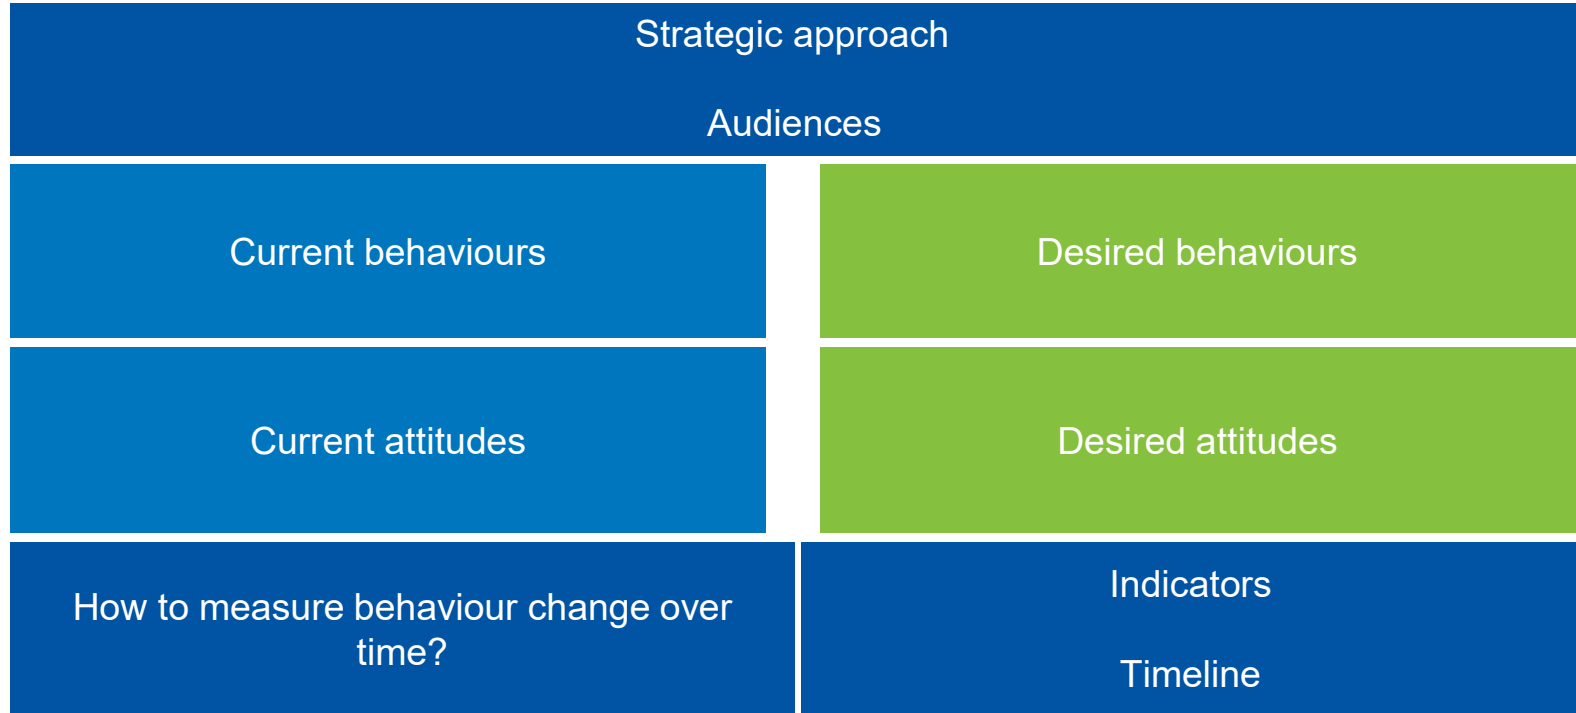 Strategic approach
Audiences
Current behaviours
Desired behaviours
Current attitudes
Desired attitudes
How to measure behaviour change over
time?
Indicators
Timeline